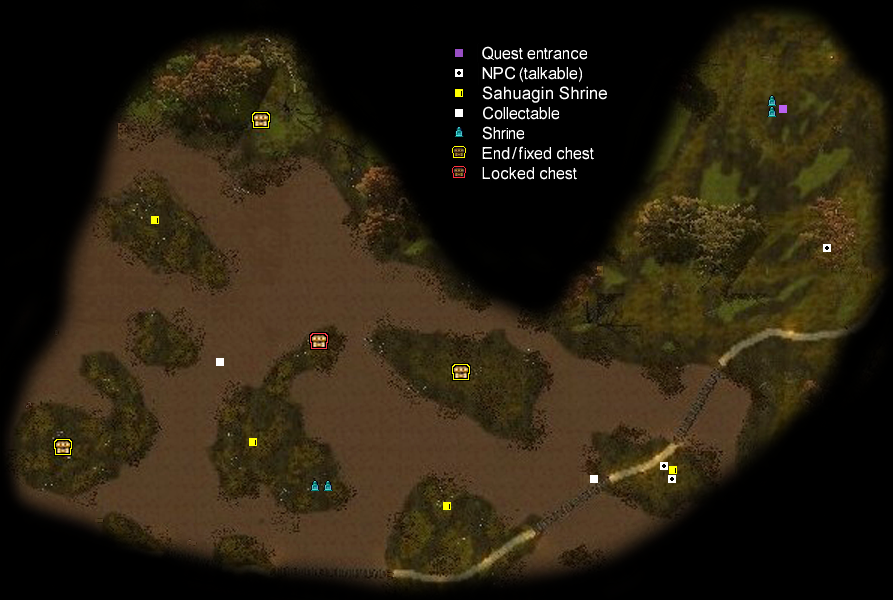 Quest entrance
NPC (talkable)
Sahuagin Shrine
Collectable
Shrine
End/fixed chest
Locked chest